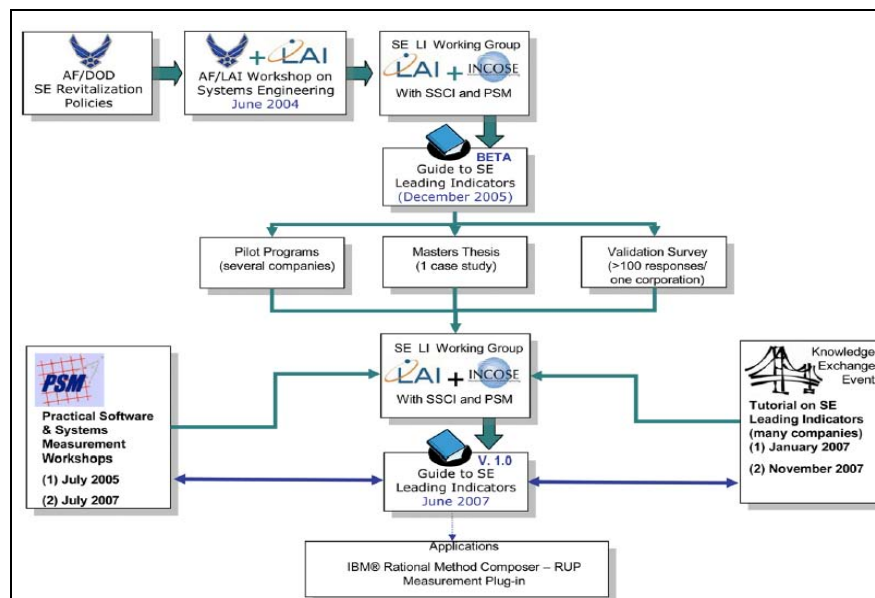 AF/DOD
SE Revitalization
Policies
+ LAI
AF/LAI Workshop on
Systems Engineering
June 2004
SE LI Working Group
LAI + INCOSE
With SSCI and PSM
BETA
Guide to SE
Leading Indicators
(December 2005)
Pilot Programs
(several companies)
Masters Thesis
(1 case study)
Validation Survey
(>100 responses/
one corporation)
SE LI Working Group
LAI + INCOSE
With SSCI and PSM
PSM
Practical Software
& Systems
Measurement
Workshops
(1) July 2005
(2) July 2007
Knowledge
Exchange
Event
Tutorial on SE
Leading Indicators
(many companies)
(1) January 2007
(2) November 2007
V. 1.0
Guide to SE
Leading Indicators
June 2007
Applications
IBM® Rational Method Composer – RUP
Measurement Plug-in